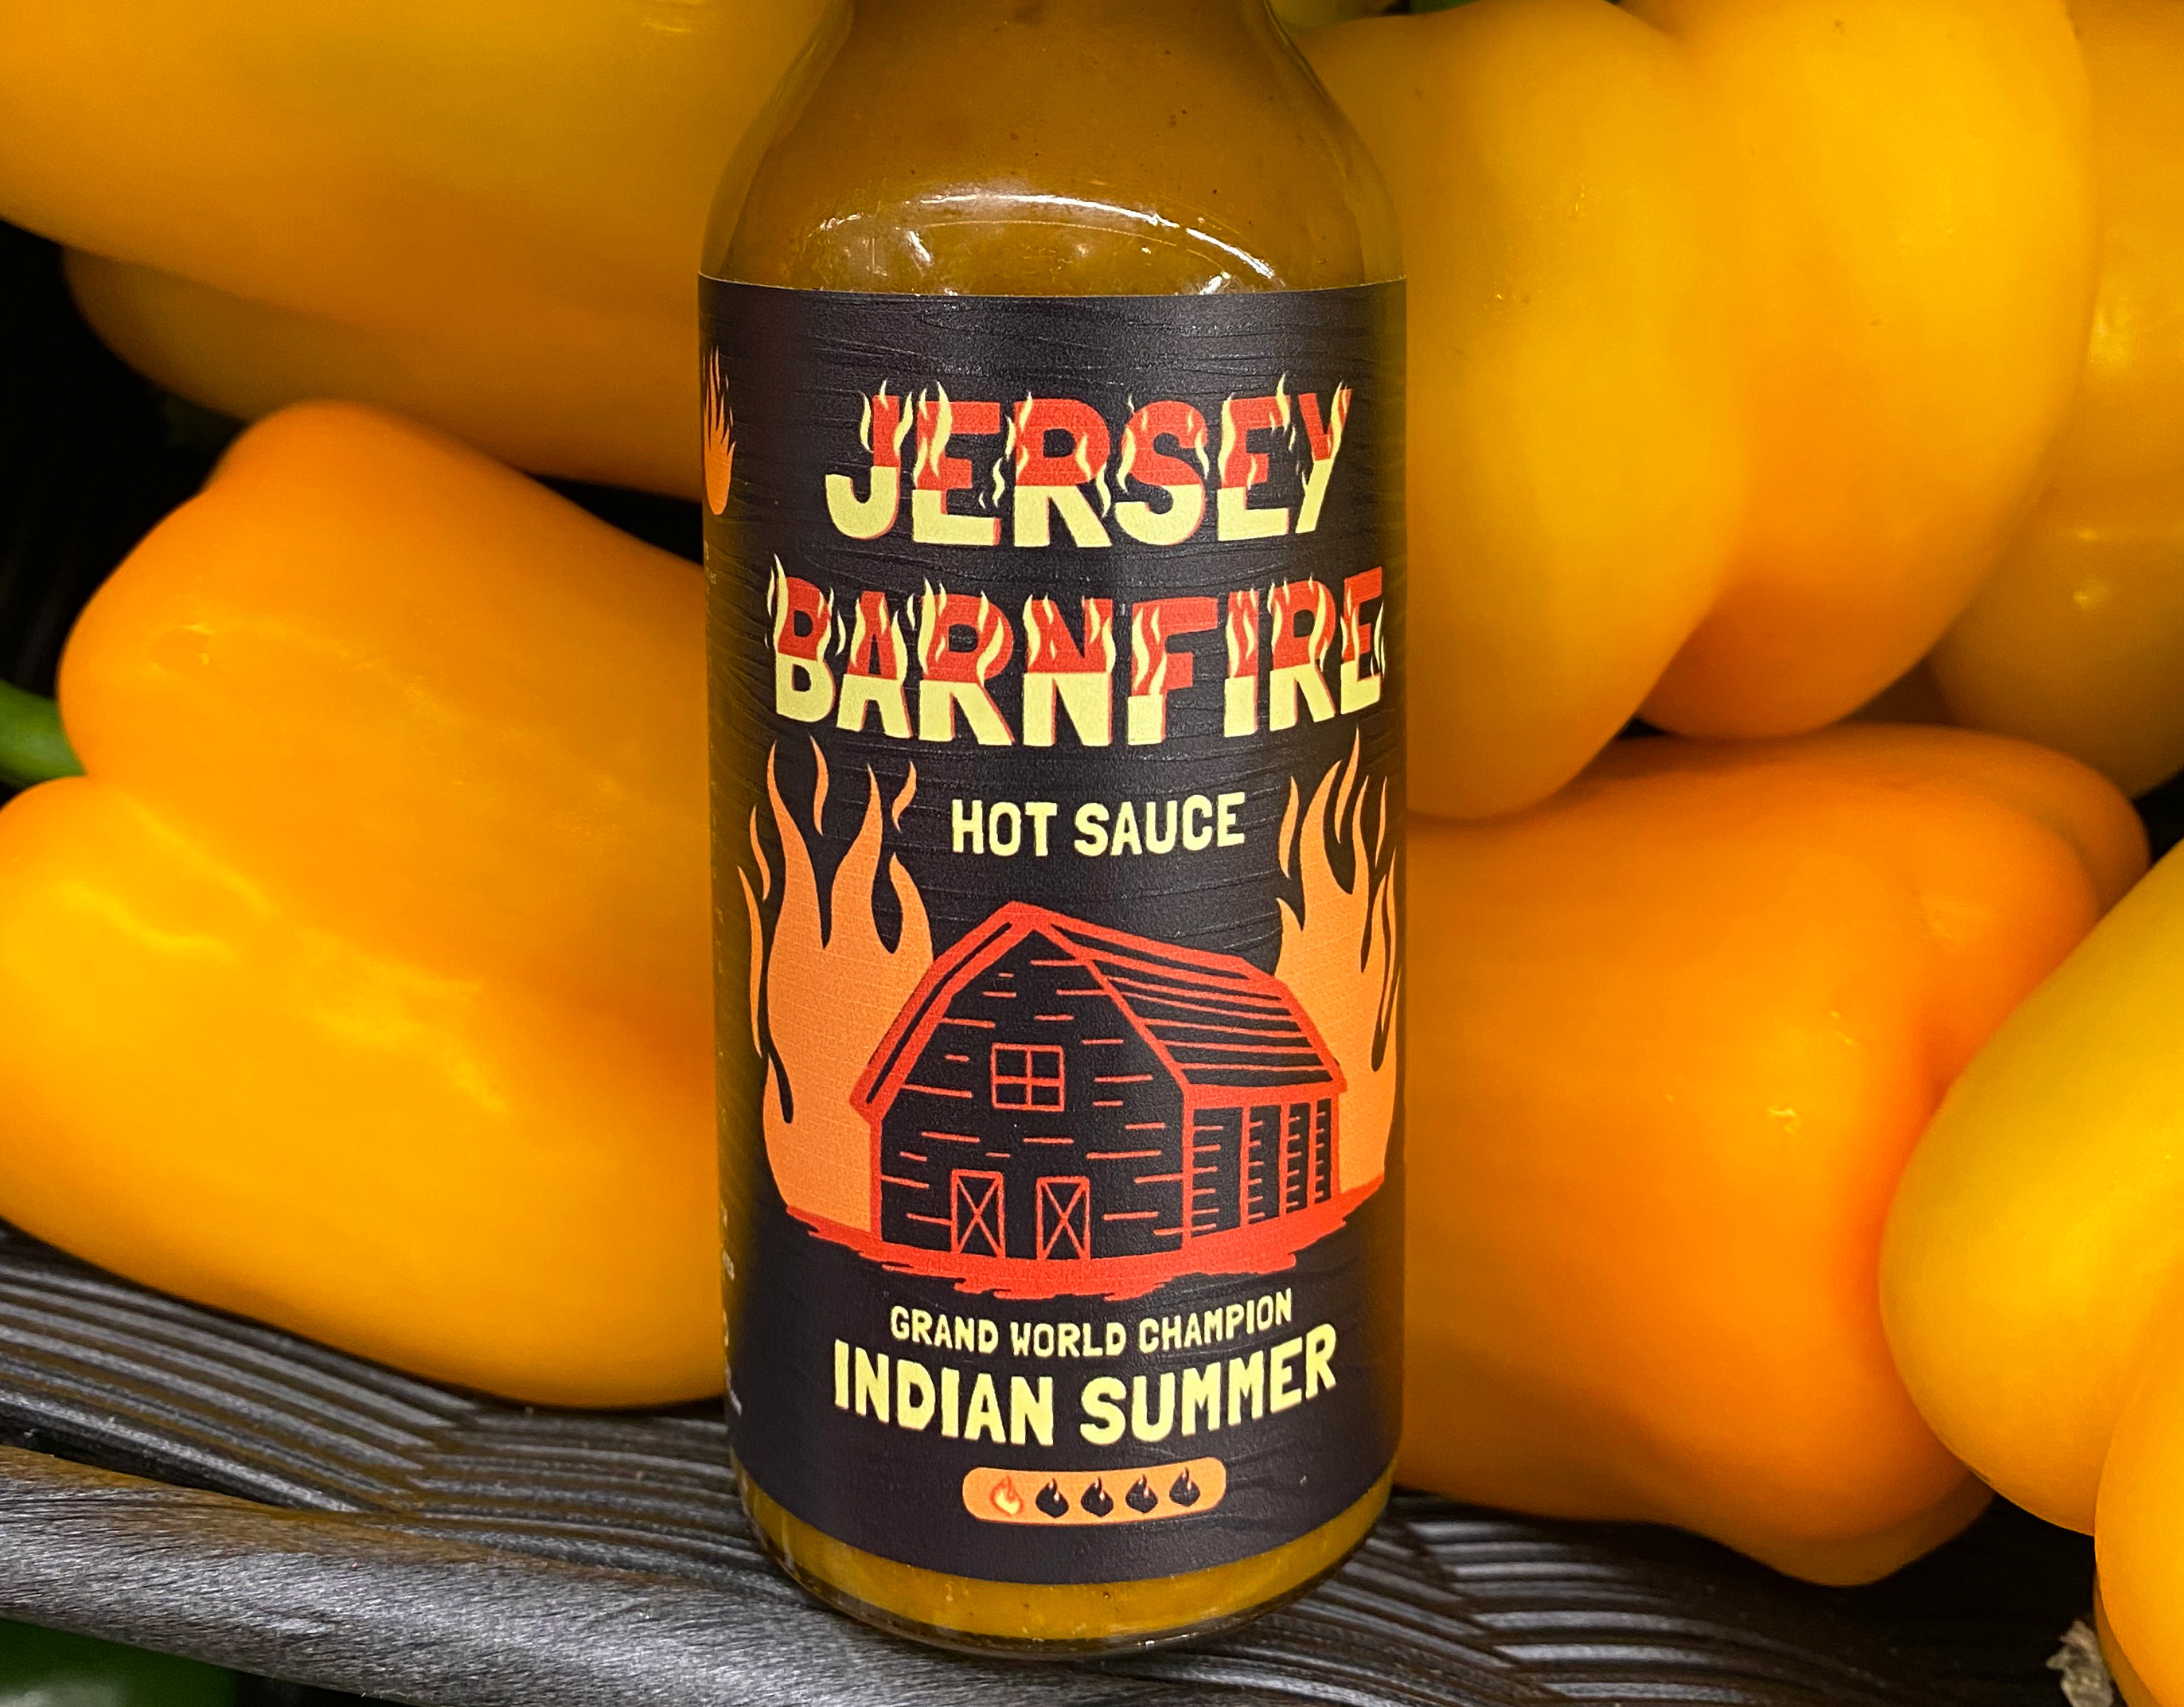 JERSEY
BARNFIRE
HOT SAUCE
GRAND WORLD CHAMPION
INDIAN SUMMER